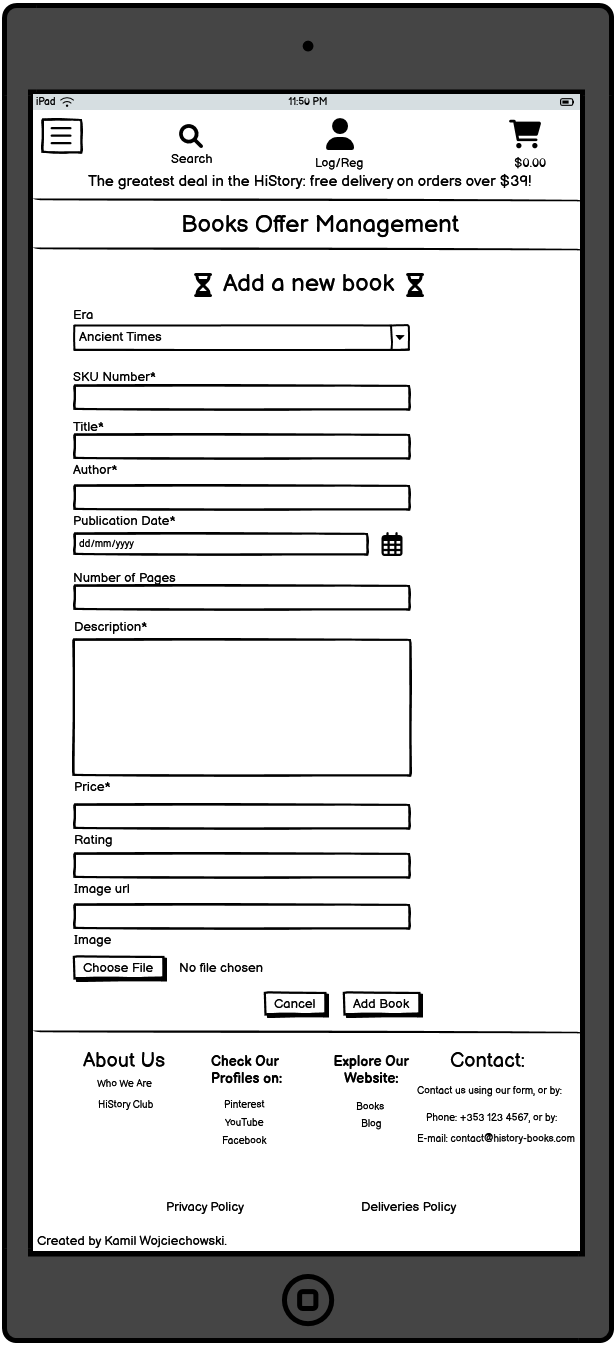 iPad
11:50 PM
Search
Log/Reg
$0.00
The greatest deal in the HiStory: free delivery on orders over $39!
Books Offer Management
Add a new book
Era
Ancient Times
SKU Number*
Title*
Author*
Publication Date*
dd/mm/yyyy
Number of Pages
Description*
Price*
Rating
Image url
Image
Choose File No file chosen
Cancel Add Book
About Us
Who We Are
HiStory Club
Check Our
Profiles on:
Pinterest
YouTube
Facebook
Explore Our
Website:
Books
Blog
Contact:
Contact us using our form, or by:
Phone: +353 123 4567, or by:
E-mail: contact@history-books.com
Privacy Policy
Deliveries Policy
Created by Kamil Wojciechowski.